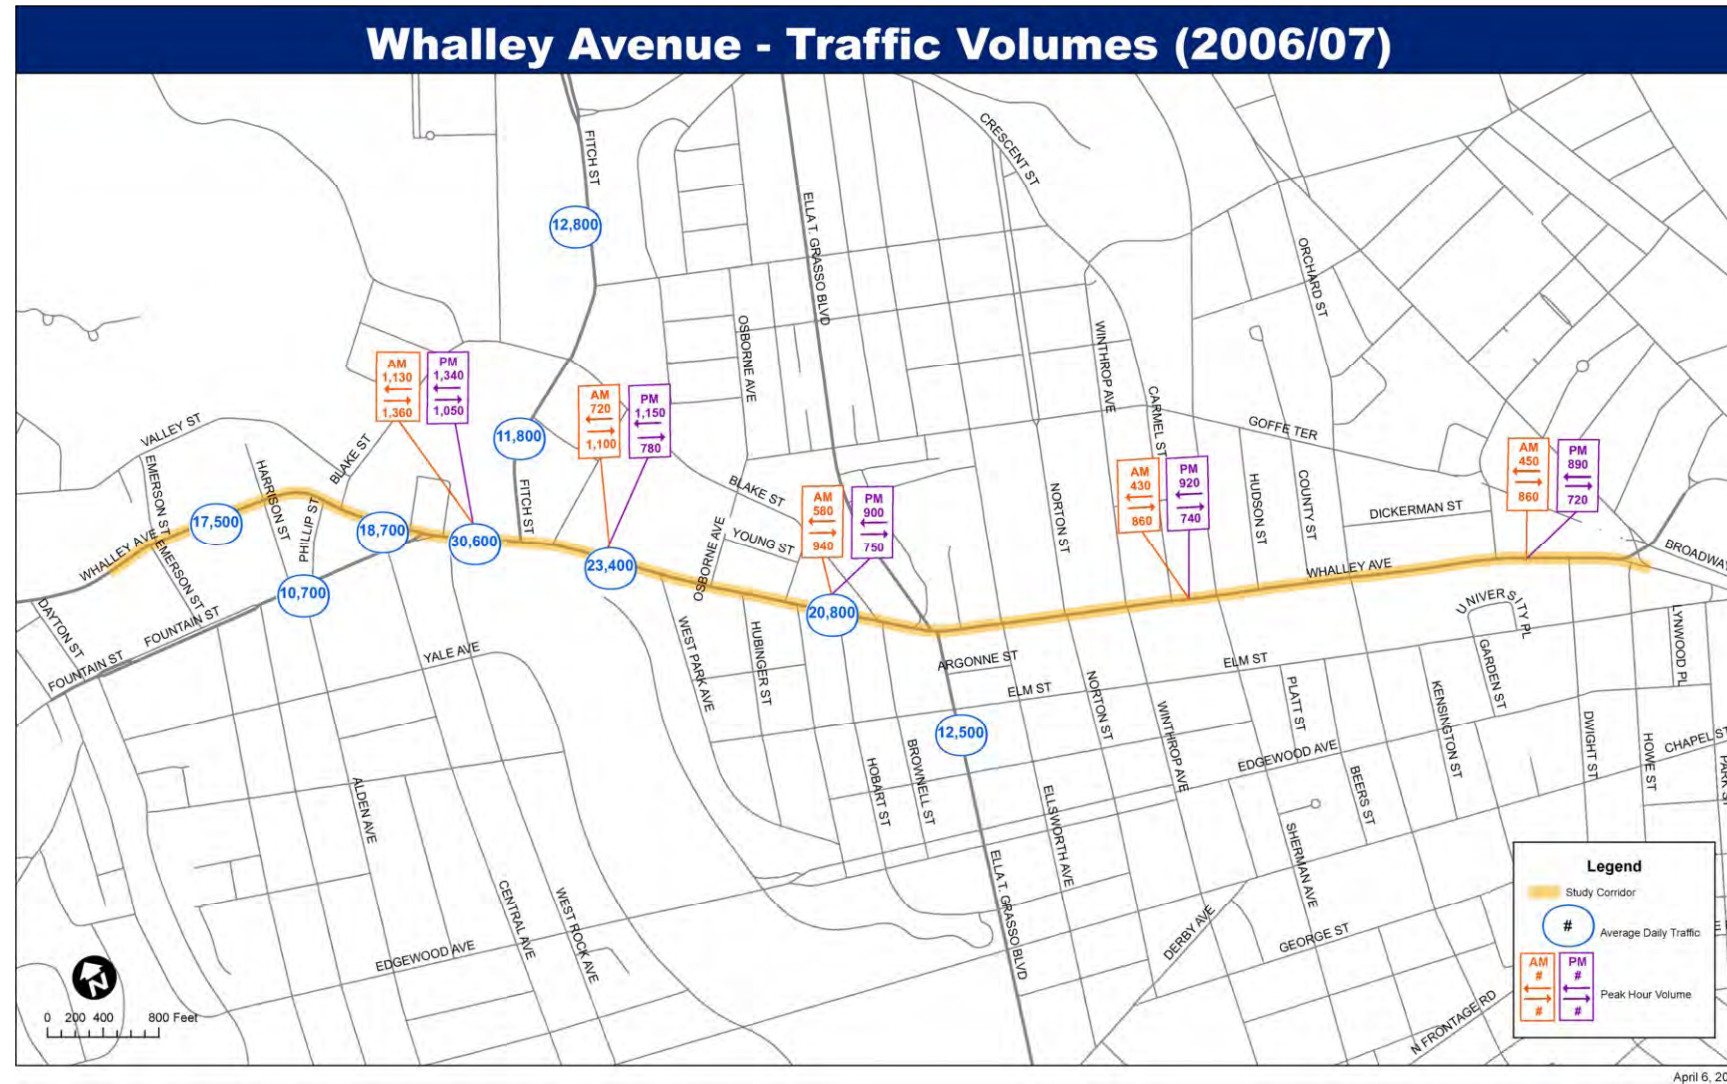 Whalley Avenue - Traffic Volumes (2006/07)
FITCH ST
CRESCENT ST
12,800
ELLA T. GRASSO BLVD
ORCHARD ST
OSBORNE AVE
WINTHROP AVE
AM
1,130
1,360
PM
1,340
1,050
AM
720
1,100
PM
1,150
780
CARMEL ST
GOFFE TER
VALLEY ST
BLAKE ST
11,800
EMERSON ST
HARRISON ST
PHILLIP ST
FITCH ST
BLAKE ST
YOUNG ST
OSBORNE AVE
AM
580
940
PM
900
750
NORTON ST
AM
430
860
PM
920
740
HUDSON ST
COUNTY ST
DICKERMAN ST
AM
450
860
PM
890
720
17,500
18,700
30,600
23,400
20,800
10,700
WHALLEY AVE
EMERSON ST
WHALLEY AVE
BROADWAY
DAYTON ST
FOUNTAIN ST
FOUNTAIN ST
YALE AVE
WEST PARK AVE
HUBINGER ST
ARGONNE ST
ELM ST
ELM ST
UNIVERSITY PL
GARDEN ST
LYNWOOD PL
12,500
NORTON ST
WINTHROP AVE
PLATT ST
KENSINGTON ST
EDGEWOOD AVE
DWIGHT ST
HOWE ST
CHAPEL ST
ALDEN AVE
HOBART ST
BROWNELL ST
ELLSWORTH AVE
BEERS ST
SHERMAN AVE
ELLA T. GRASSO BLVD
CENTRAL AVE
WEST ROCK AVE
EDGEWOOD AVE
DERBY AVE
GEORGE ST
N FRONTAGE RD
Legend
Study Corridor
#
Average Daily Traffic
AM
#
#
PM
#
#
Peak Hour Volume
N
0 200 400 800 Feet
April 6, 20